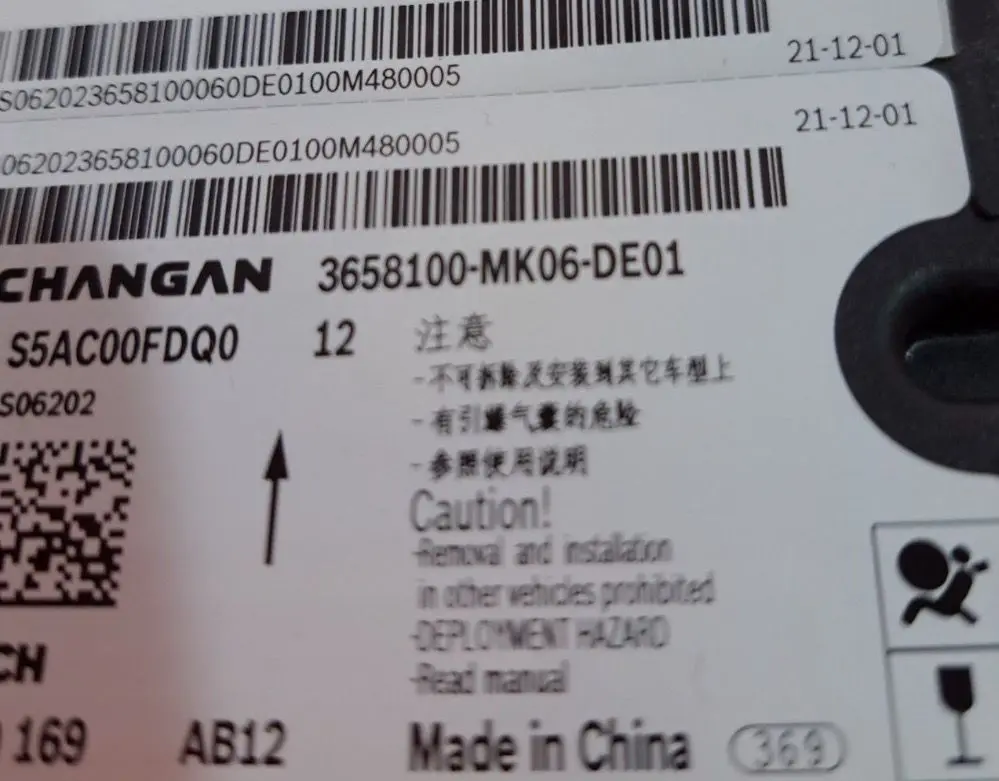 21-12-01
S062023658100060DE0100M480005
21-12-01
062023658100060DE0100M480005
CHANGAN 3658100-MK06-DE01
S5AC00FDQ0 12 注意
-不可拆除及安装到其它车型上
S06202
-有引爆气囊的危险
-参照使用说明
Caution!
-Removal and installation
in other vehicles prohibited
-DEPLOYMENT HAZARD
-Read manual
CH
169 AB12 Made in China 369